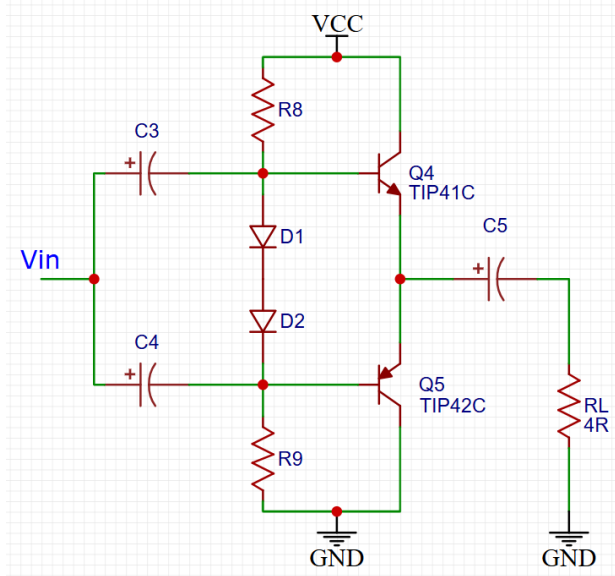 VCC
R8
C3
Q4
TIP41C
C5
D1
Vin
D2
C4
Q5
TIP42C
RL
4R
R9
GND
GND